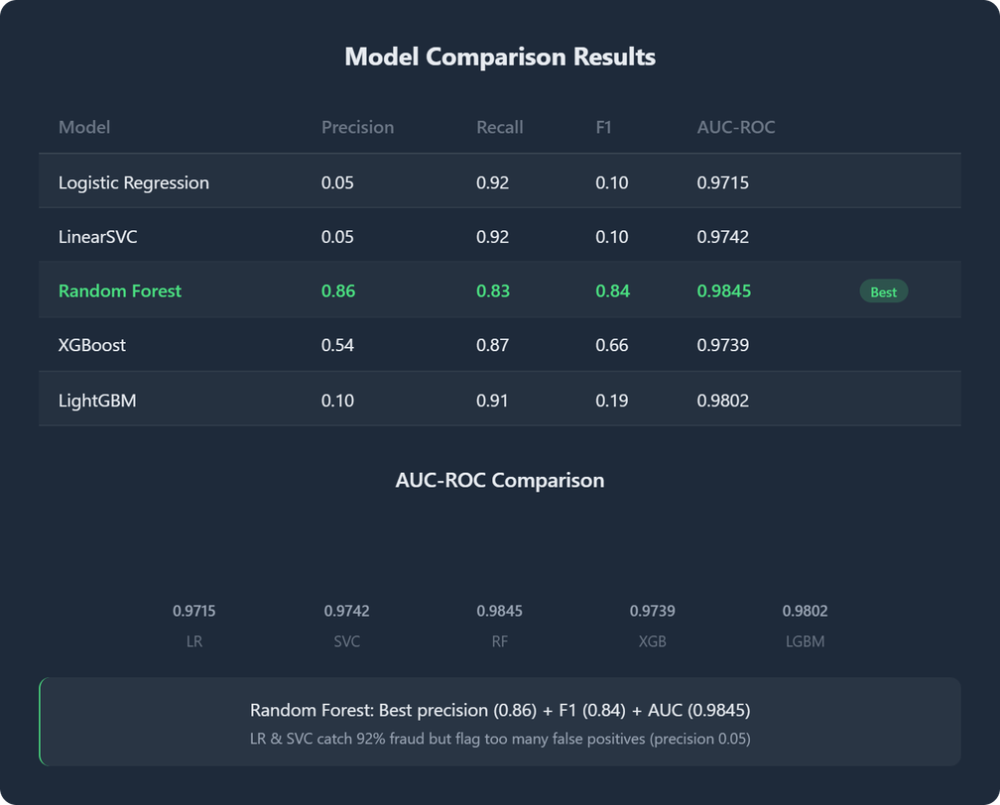 Model Comparison Results
Model Precision Recall F1 AUC-ROC
Logistic Regression 0.05 0.92 0.10 0.9715
LinearSVC 0.05 0.92 0.10 0.9742
Random Forest 0.86 0.83 0.84 0.9845 Best
XGBoost 0.54 0.87 0.66 0.9739
LightGBM 0.10 0.91 0.19 0.9802
AUC-ROC Comparison
0.9715 0.9742 0.9845 0.9739 0.9802
LR SVC RF XGB LGBM
Random Forest: Best precision (0.86) + F1 (0.84) + AUC (0.9845)
LR & SVC catch 92% fraud but flag too many false positives (precision 0.05)